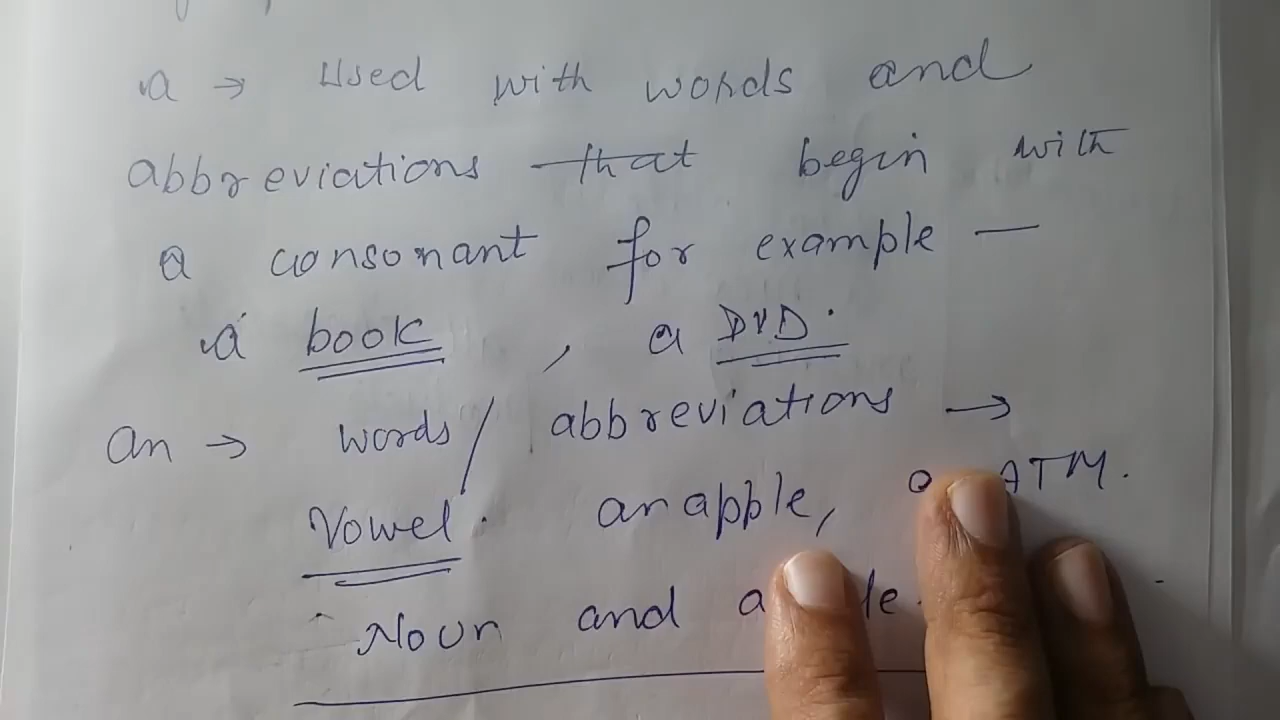 a → Used with words and
abbreviations that begin with
a consonant for example —
a book , a DVD.
an → words/ abbreviations →
Vowel. an apple, ATM.
Noun and